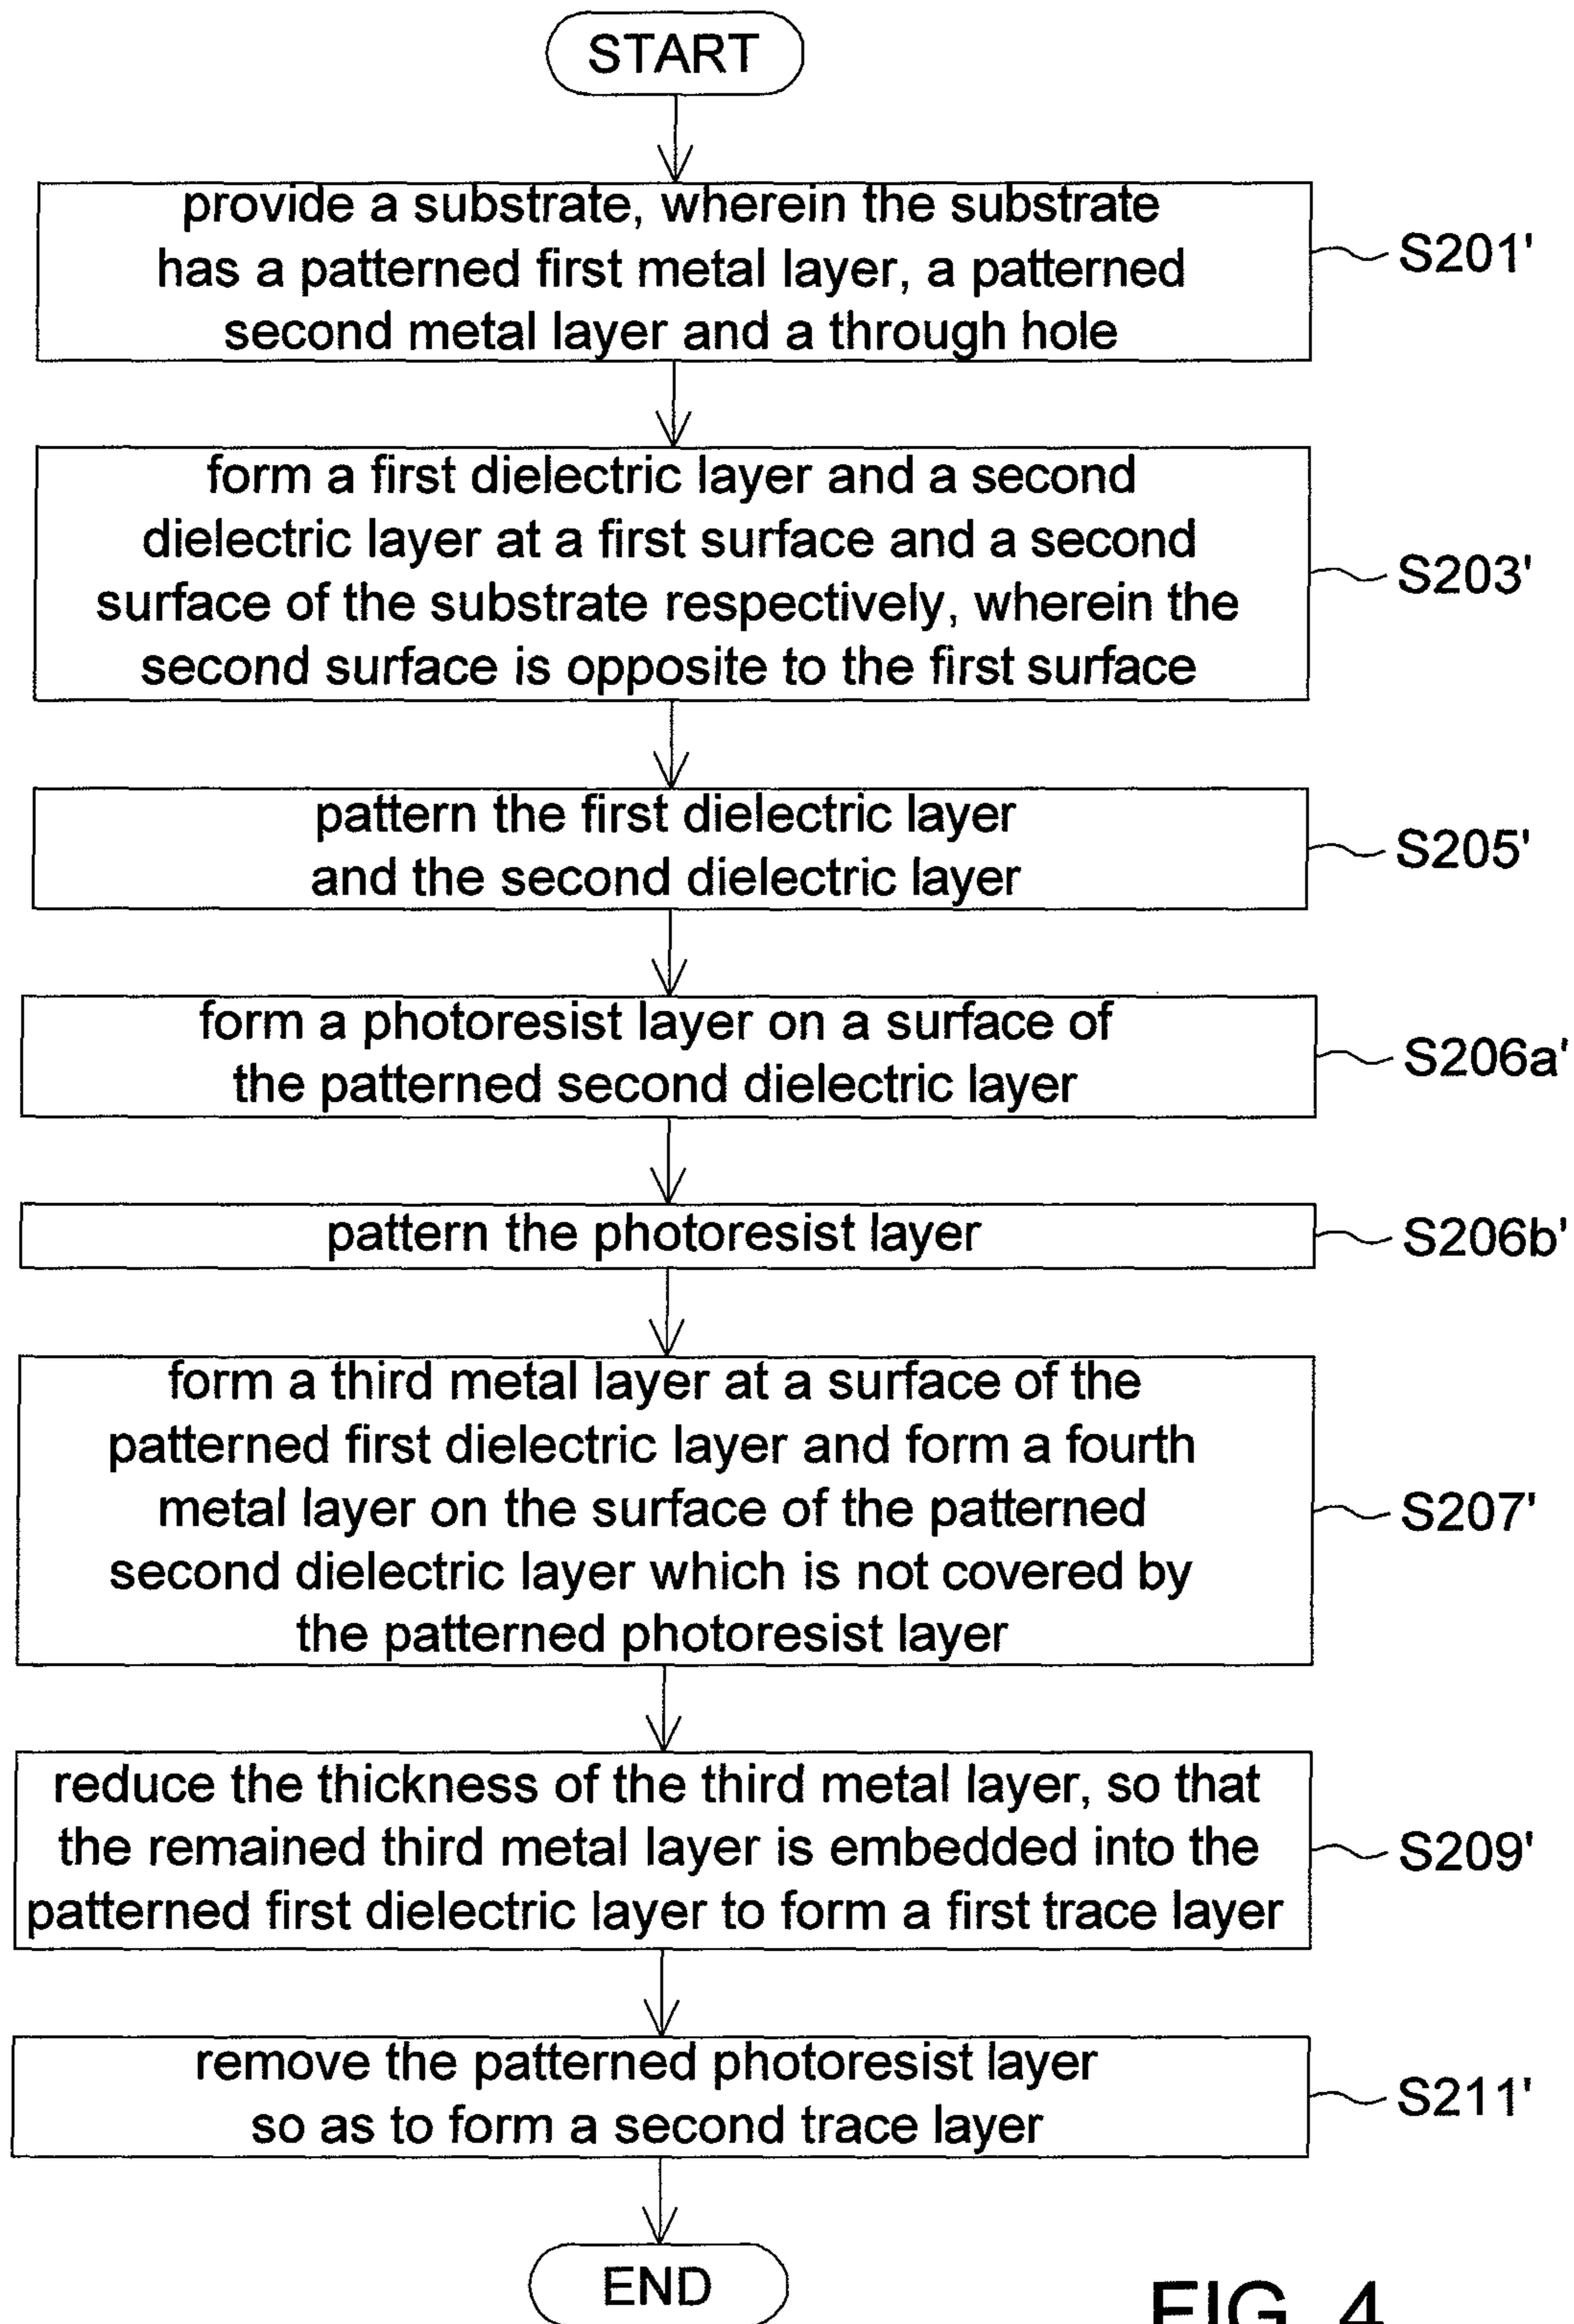 START
provide a substrate, wherein the substrate
has a patterned first metal layer, a patterned
second metal layer and a through hole
S201'
form a first dielectric layer and a second
dielectric layer at a first surface and a second
surface of the substrate respectively, wherein the
second surface is opposite to the first surface
S203'
pattern the first dielectric layer
and the second dielectric layer
S205'
form a photoresist layer on a surface of
the patterned second dielectric layer
S206a'
pattern the photoresist layer
S206b'
form a third metal layer at a surface of the
patterned first dielectric layer and form a fourth
metal layer on the surface of the patterned
second dielectric layer which is not covered by
the patterned photoresist layer
S207'
reduce the thickness of the third metal layer, so that
the remained third metal layer is embedded into the
patterned first dielectric layer to form a first trace layer
S209'
remove the patterned photoresist layer
so as to form a second trace layer
S211'
END
FIG. 4